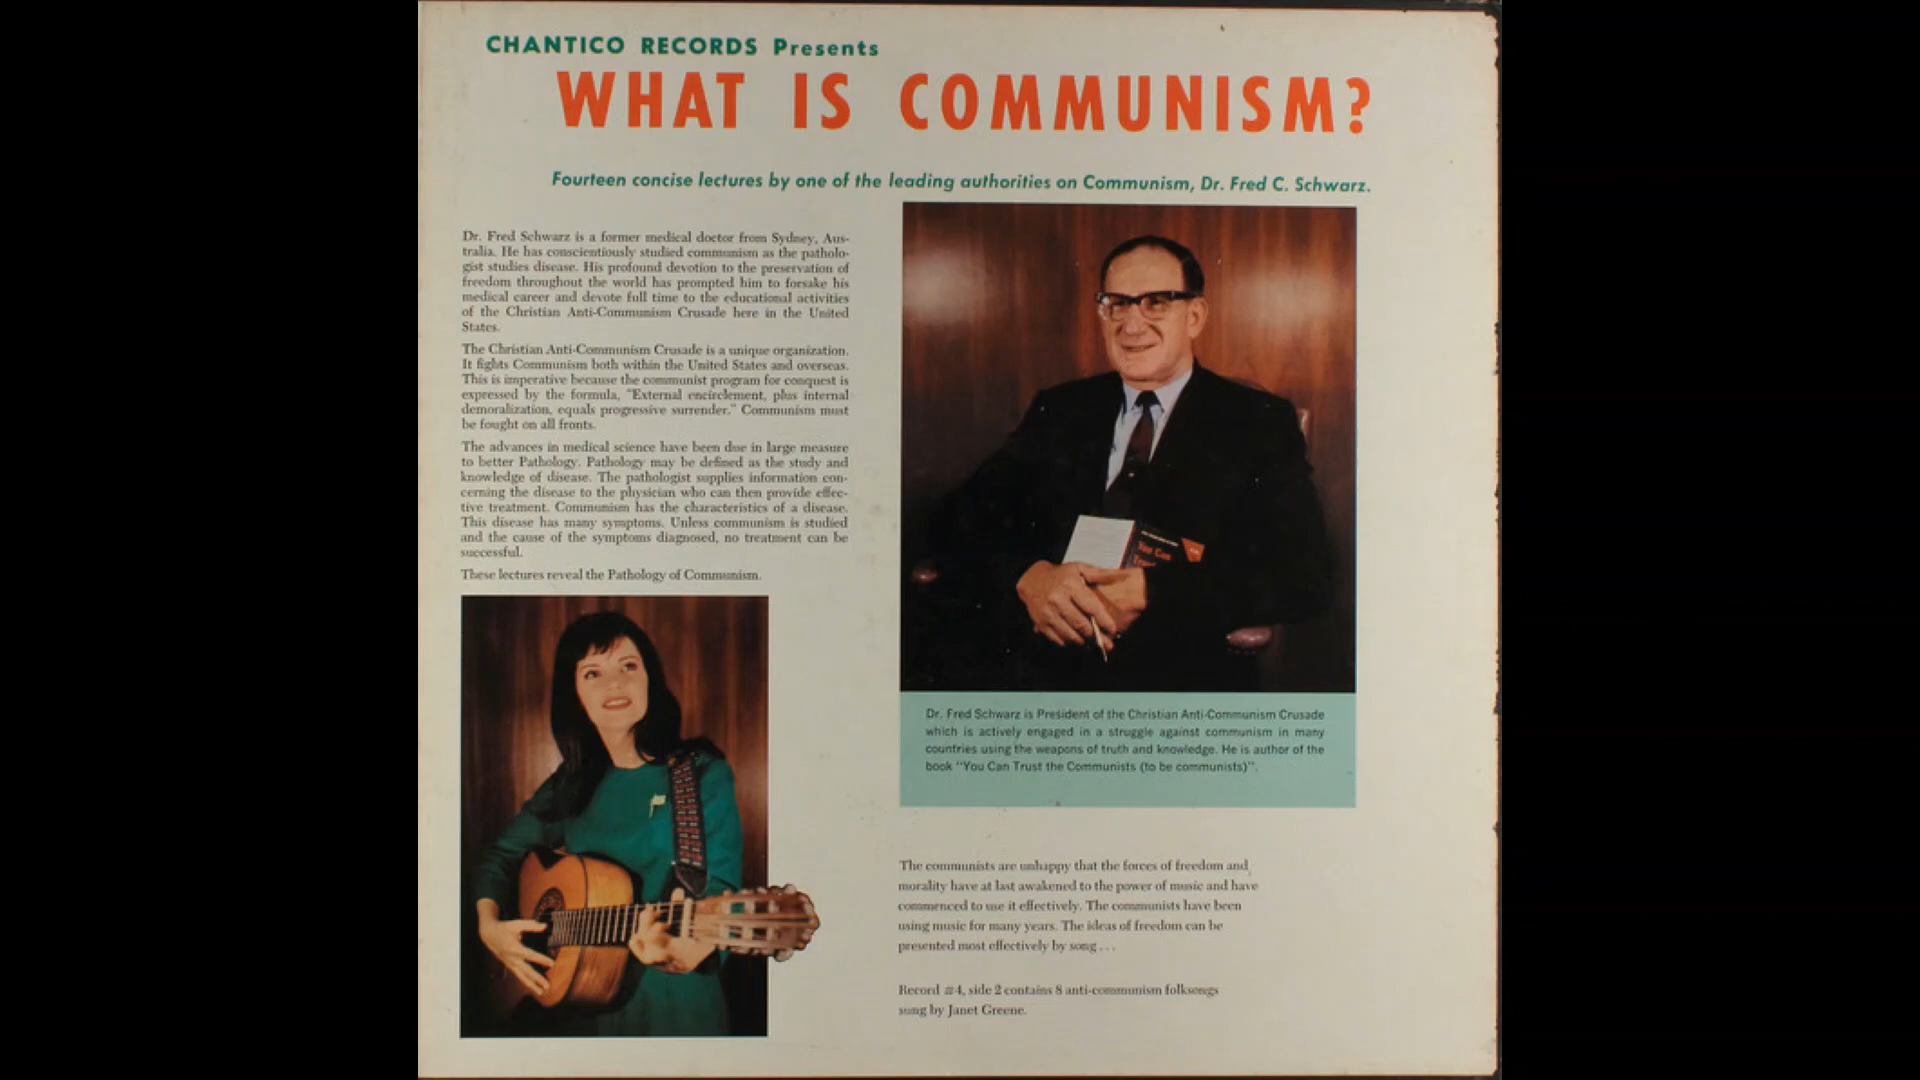 CHANTICO RECORDS Presents
WHAT IS COMMUNISM?
Fourteen concise lectures by one of the leading authorities on Communism, Dr. Fred C. Schwarz.
Dr. Fred Schwarz is a former medical doctor from Sydney, Aus-
tralia. He has conscientiously studied communism as the patholo-
gist studies disease. His profound devotion to the preservation of
freedom throughout the world has prompted him to forsake his
medical career and devote full time to the educational activities
of the Christian Anti-Communism Crusade here in the United
States.
The Christian Anti-Communism Crusade is a unique organization.
It fights Communism both within the United States and overseas.
This is imperative because the communist program for conquest is
expressed by the formula, "External encirclement, plus internal
demoralization, equals progressive surrender." Communism must
be fought on all fronts.
The advances in medical science have been due in large measure
to better Pathology. Pathology may be defined as the study and
knowledge of disease. The pathologist supplies information con-
cerning the disease to the physician who can then provide effec-
tive treatment. Communism has the characteristics of a disease.
This disease has many symptoms. Unless communism is studied
and the cause of the symptoms diagnosed, no treatment can be
successful.
These lectures reveal the Pathology of Communism.
You Can
Trust
Dr. Fred Schwarz is President of the Christian Anti-Communism Crusade
which is actively engaged in a struggle against communism in many
countries using the weapons of truth and knowledge. He is author of the
book "You Can Trust the Communists (to be communists)".
The communists are unhappy that the forces of freedom and
morality have at last awakened to the power of music and have
commenced to use it effectively. The communists have been
using music for many years. The ideas of freedom can be
presented most effectively by song . . .
Record #4, side 2 contains 8 anti-communism folksongs
sung by Janet Greene.